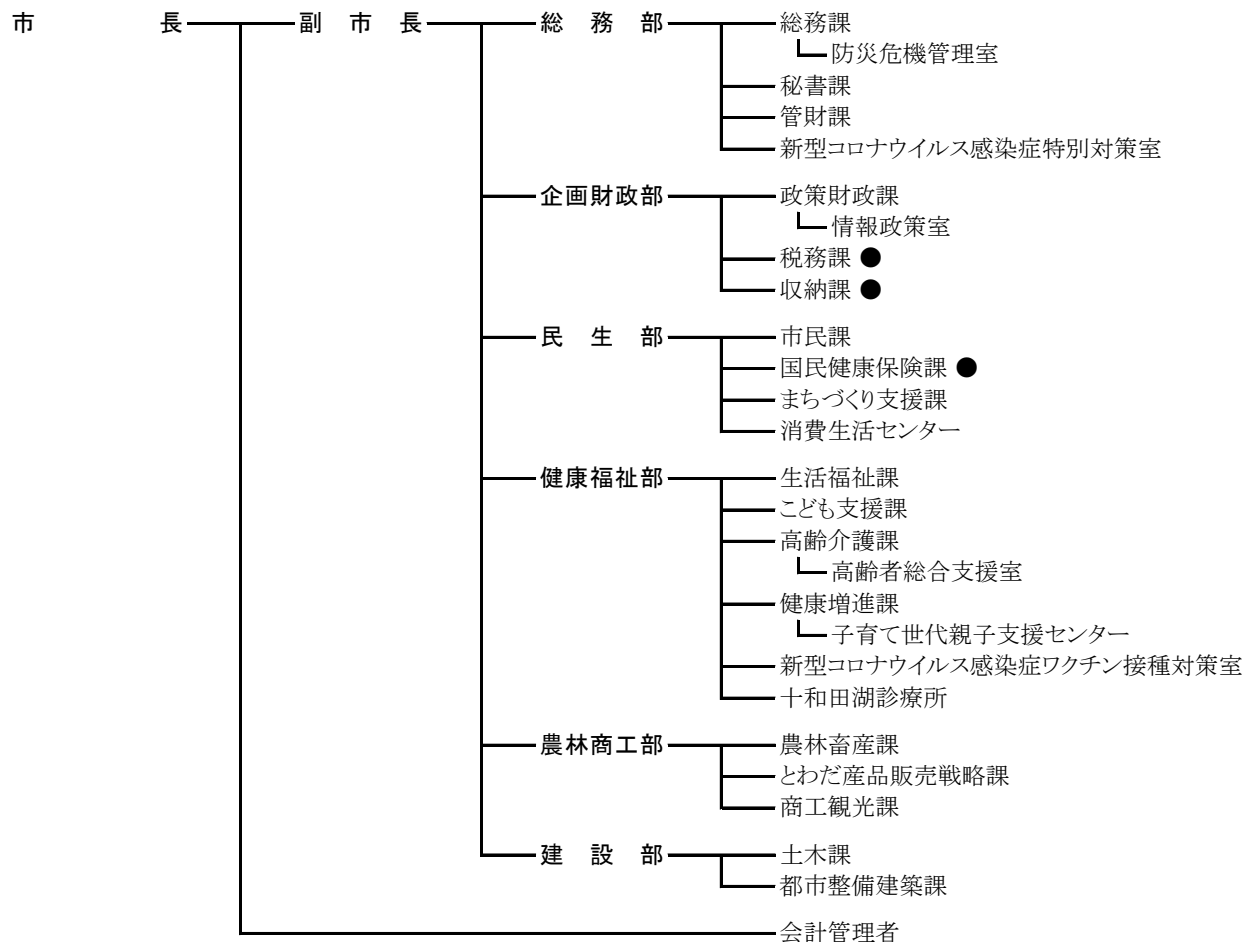 市長 副市長 総務部 総務課
防災危機管理室
秘書課
管財課
新型コロナウイルス感染症特別対策室
企画財政部 政策財政課
情報政策室
税務課 ●
収納課 ●
民生部 市民課
国民健康保険課 ●
まちづくり支援課
消費生活センター
健康福祉部 生活福祉課
こども支援課
高齢介護課
高齢者総合支援室
健康増進課
子育て世代親子支援センター
新型コロナウイルス感染症ワクチン接種対策室
十和田湖診療所
農林商工部 農林畜産課
とわだ産品販売戦略課
商工観光課
建設部 土木課
都市整備建築課
会計管理者